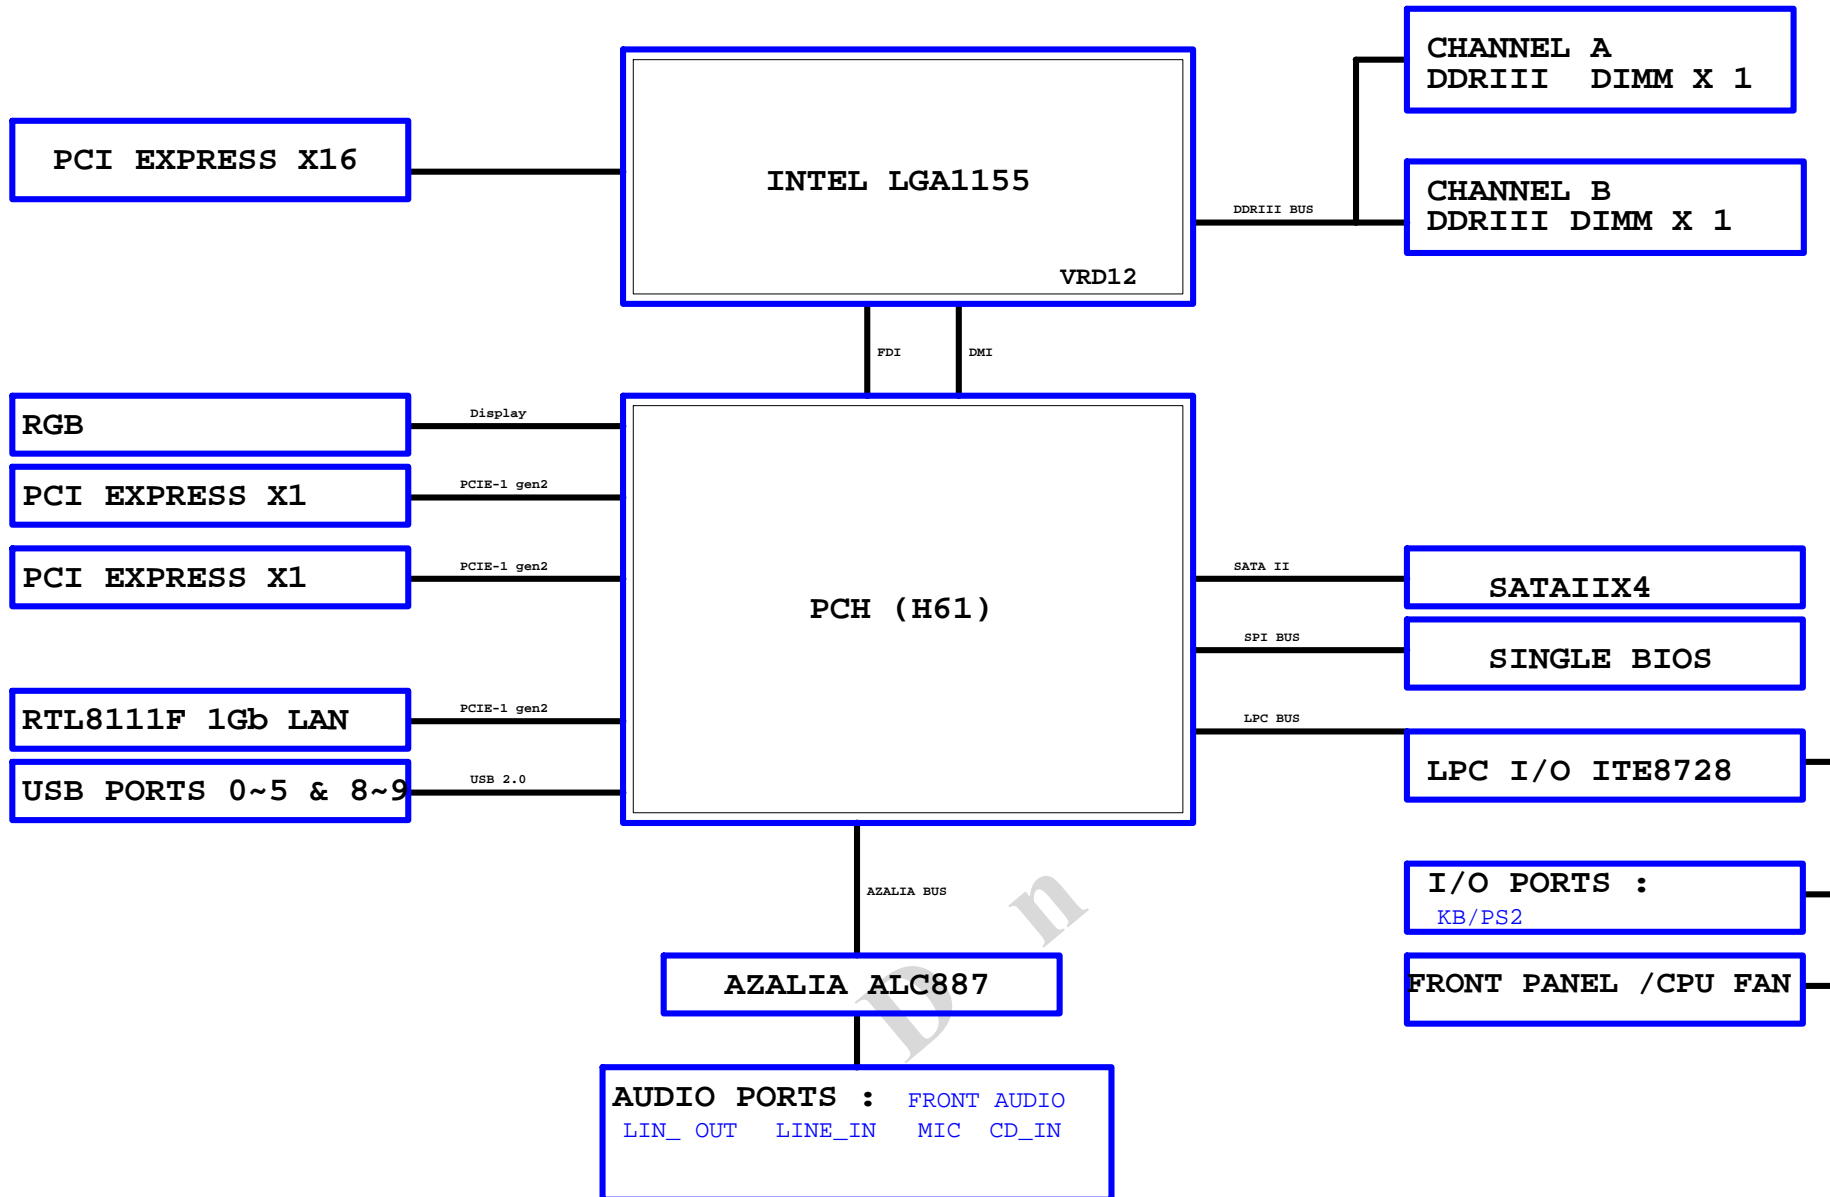 CHANNEL A
DDRIII DIMM X 1
PCI EXPRESS X16
INTEL LGA1155
CHANNEL B
DDRIII DIMM X 1
DDRIII BUS
VRD12
FDI
DMI
RGB
Display
PCI EXPRESS X1
PCIE-1 gen2
PCI EXPRESS X1
PCIE-1 gen2
PCH (H61)
SATA II
SATAIIX4
SPI BUS
SINGLE BIOS
RTL8111F 1Gb LAN
PCIE-1 gen2
LPC BUS
LPC I/O ITE8728
USB PORTS 0~5 & 8~9
USB 2.0
AZALIA BUS
I/O PORTS :
KB/PS2
AZALIA ALC887
FRONT PANEL /CPU FAN
AUDIO PORTS : FRONT AUDIO
LIN_ OUT LINE_IN MIC CD_IN
D n